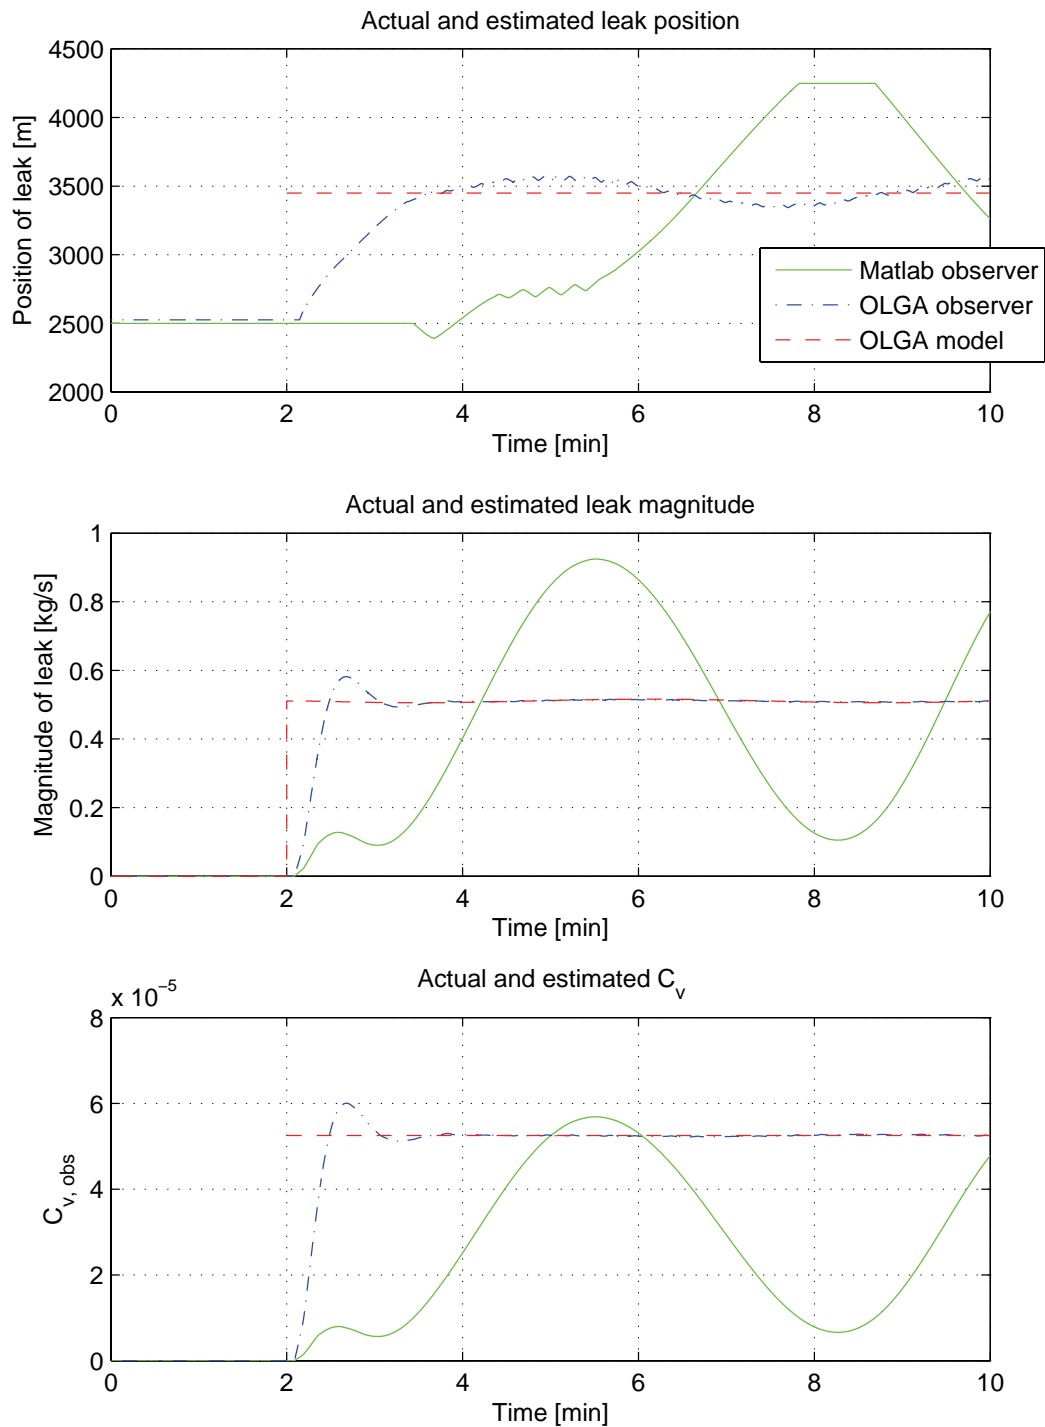 Actual and estimated leak position
Position of leak [m]
4500
4000
3500
3000
2500
2000
0 2 4 6 8 10
Time [min]
Matlab observer
OLGA observer
OLGA model
Actual and estimated leak magnitude
Magnitude of leak [kg/s]
1
0.8
0.6
0.4
0.2
0
0 2 4 6 8 10
Time [min]
Actual and estimated C_v
x 10^−5
C_v, obs
8
6
4
2
0
0 2 4 6 8 10
Time [min]